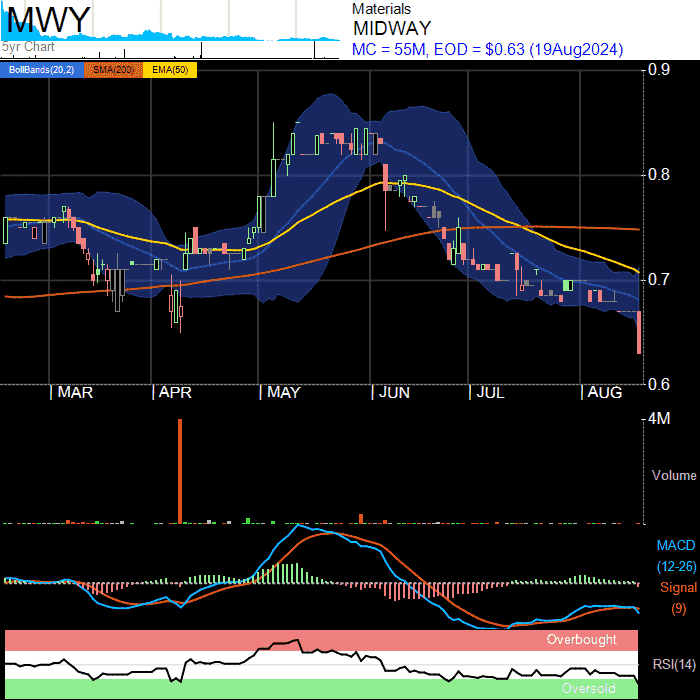 MWY
5yr Chart
Materials
MIDWAY
MC = 55M, EOD = $0.63 (19Aug2024)
BollBands(20,2) SMA(200) EMA(50)
0.9
0.8
0.7
0.6
MAR APR MAY JUN JUL AUG
4M
Volume
MACD
(12-26)
Signal
(9)
Overbought
RSI(14)
Oversold